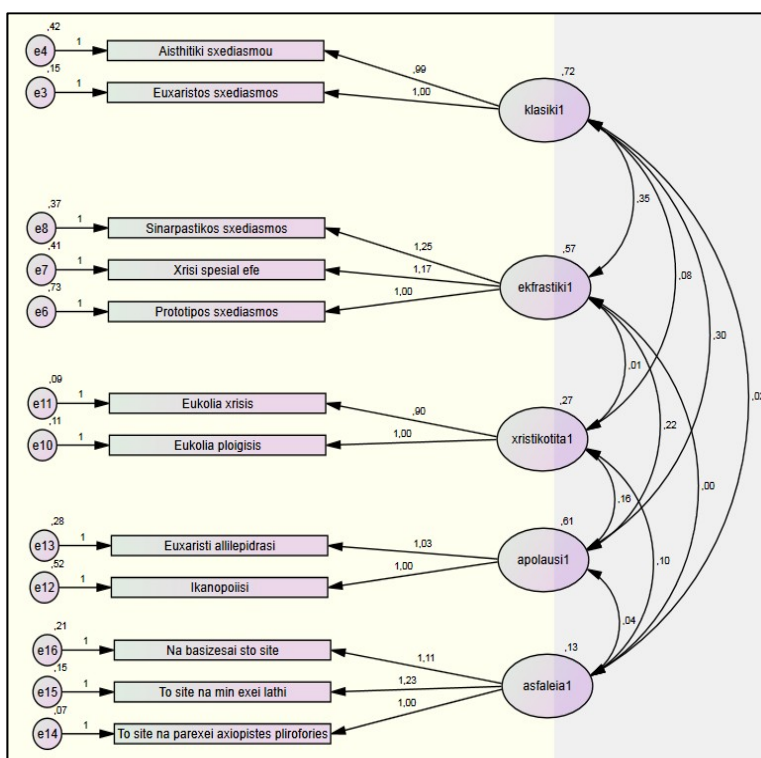 ,42
e4 1 Aisthitiki sxediasmou ,99
,15
e3 1 Euxaristos sxediasmos 1,00
,72
klasiki1
,37
e8 1 Sinarpastikos sxediasmos 1,25
,41
e7 1 Xrisi spesial efe 1,17
,73
e6 1 Prototipos sxediasmos 1,00
,57
ekfrastiki1
,35
,08
,30
,09
e11 1 Eukolia xrisis ,90
,11
e10 1 Eukolia ploigisis 1,00
,27
xristikotita1
,01
,22
,00
,28
e13 1 Euxaristi allilepidrasi 1,03
,52
e12 1 Ikanopoiisi 1,00
,61
apolausi1
,16
,10
,21
e16 1 Na basizesai sto site 1,11
,15
e15 1 To site na min exei lathi 1,23
,07
e14 1 To site na parexei axiopistes plirofories 1,00
,13
asfaleia1
,04